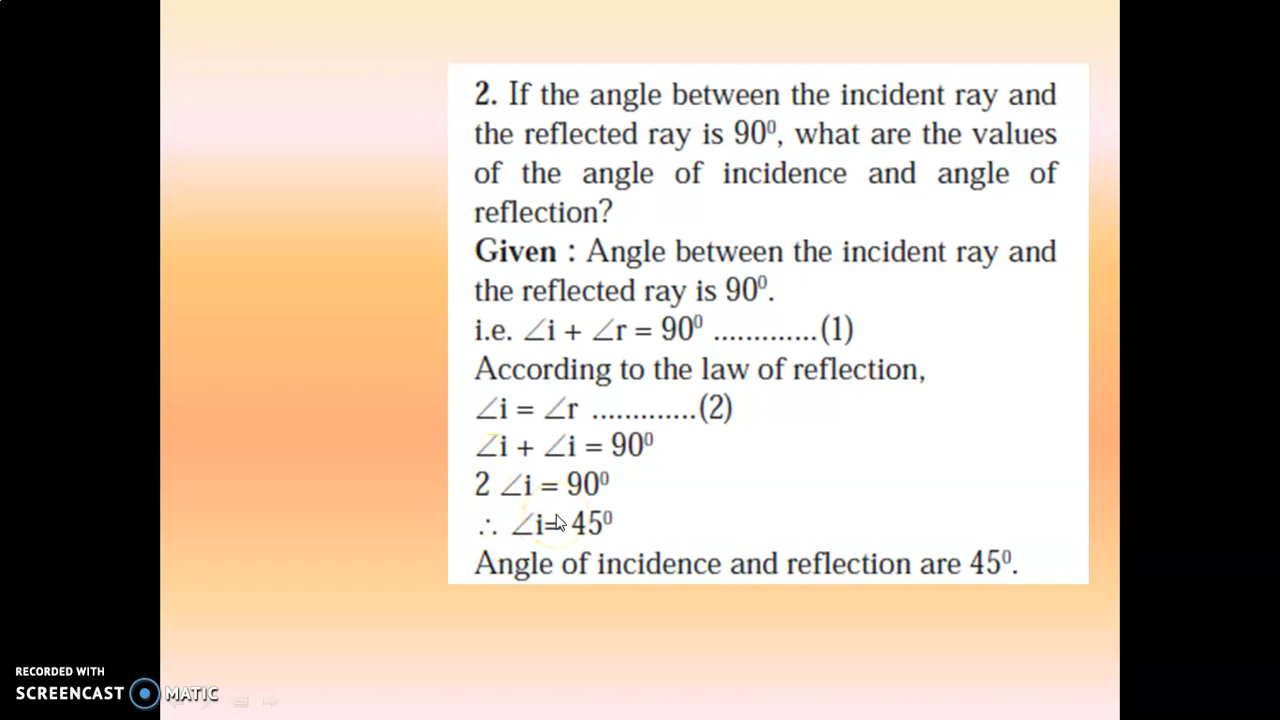 2. If the angle between the incident ray and
the reflected ray is 90⁰, what are the values
of the angle of incidence and angle of
reflection?
Given : Angle between the incident ray and
the reflected ray is 90⁰.
i.e. ∠i + ∠r = 90⁰ .............(1)
According to the law of reflection,
∠i = ∠r .............(2)
∠i + ∠i = 90⁰
2 ∠i = 90⁰
∴ ∠i= 45⁰
Angle of incidence and reflection are 45⁰.
RECORDED WITH
SCREENCAST MATIC